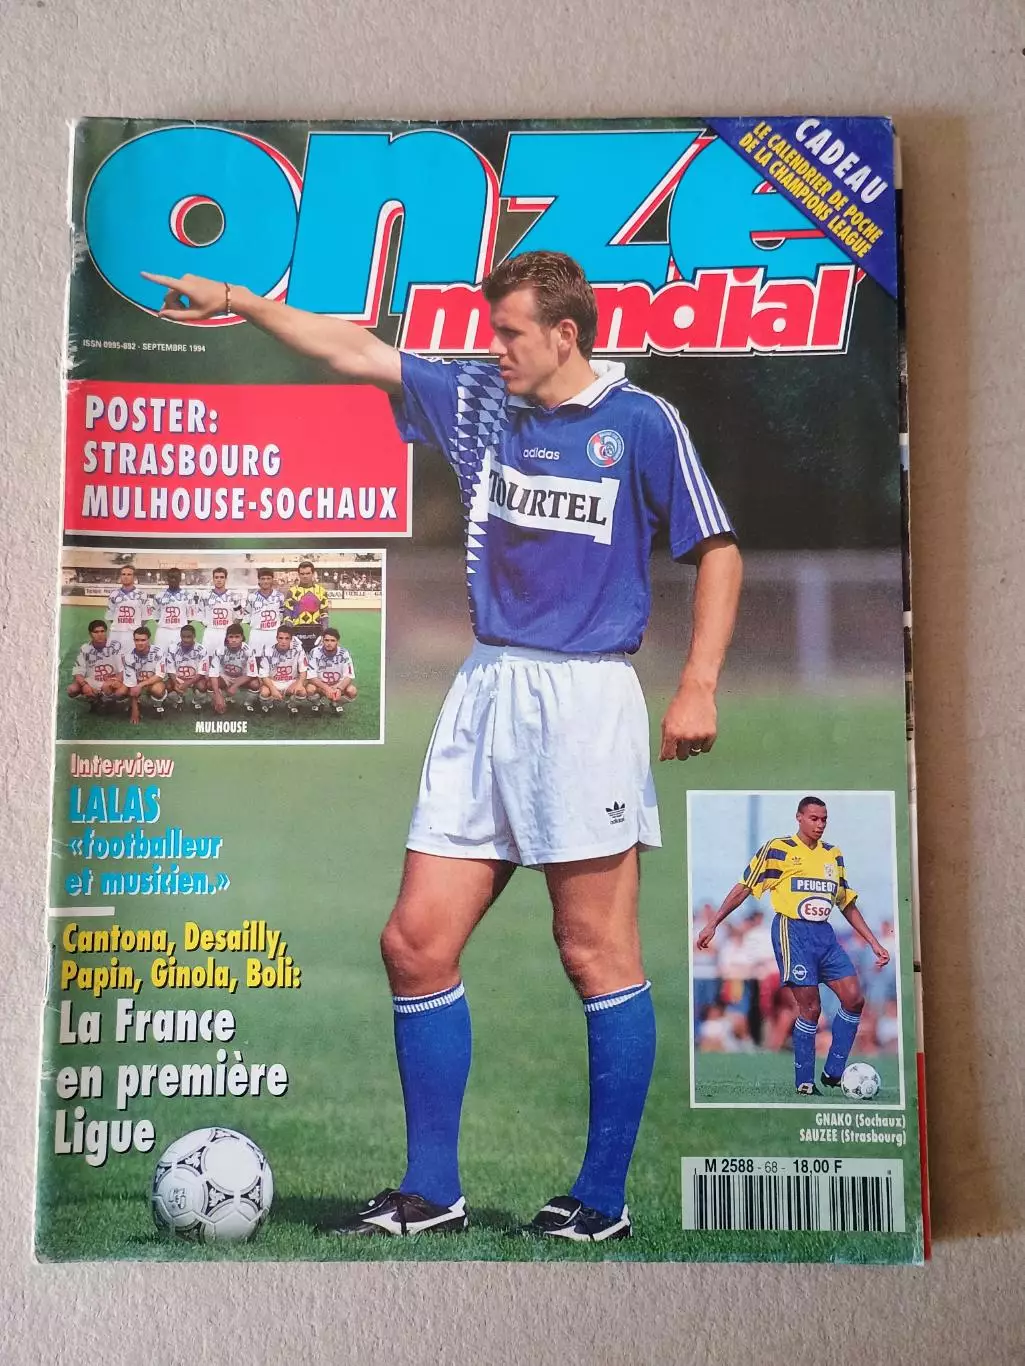 onze
mondial
CADEAU
LE CALENDRIER DE POCHE
DE LA CHAMPIONS LEAGUE
ISSN 0995-692 - SEPTEMBRE 1994
POSTER:
STRASBOURG
MULHOUSE-SOCHAUX
adidas
TOURTEL
MULHOUSE
Interview
LALAS
«footballeur
et musicien.»
Cantona, Desailly,
Papin, Ginola, Boli:
La France
en première
Ligue
adidas
PEUGEOT
Esso
GNAKO (Sochaux)
SAUZEE (Strasbourg)
M 2588 - 68 - 18,00 F